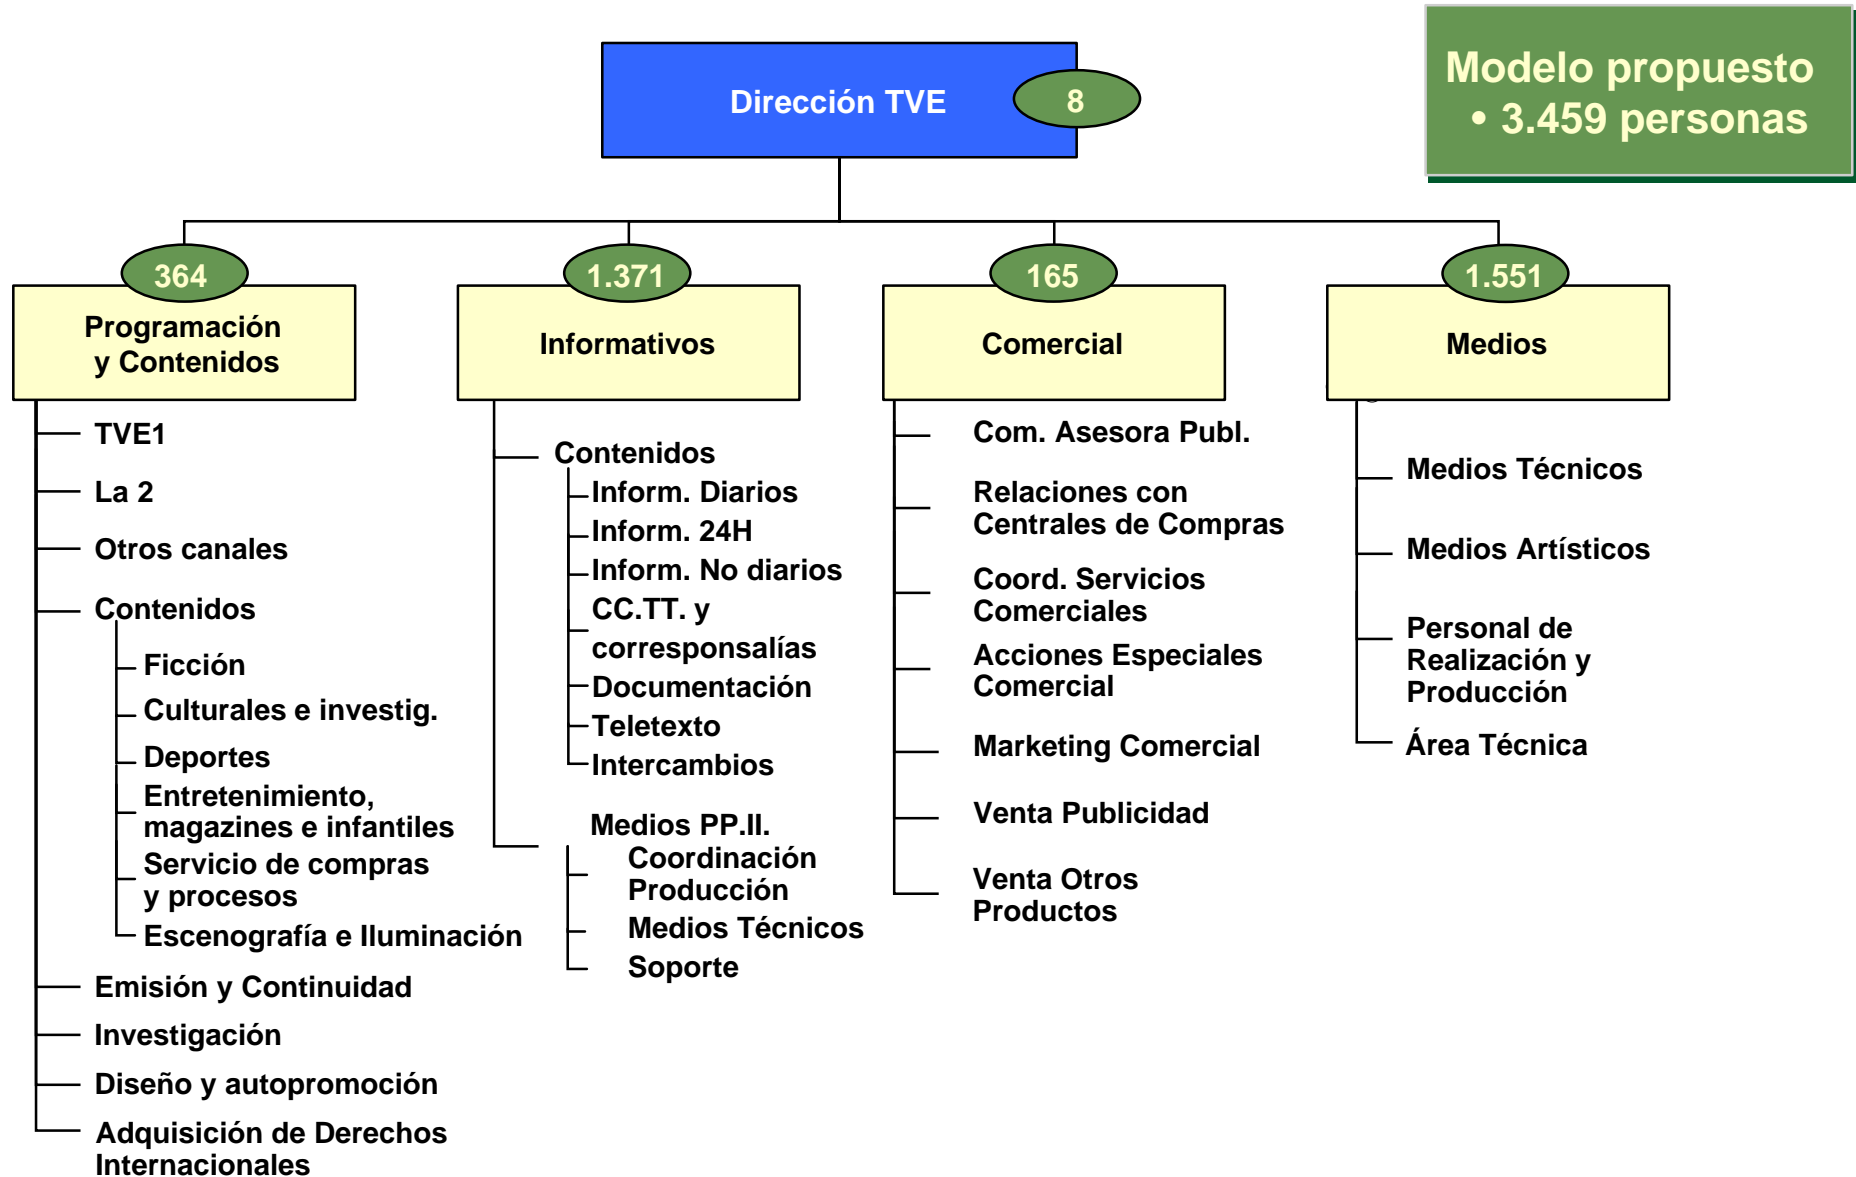 Modelo propuesto
• 3.459 personas
Dirección TVE
8
364
Programación
y Contenidos
TVE1
La 2
Otros canales
Contenidos
Ficción
Culturales e investig.
Deportes
Entretenimiento,
magazines e infantiles
Servicio de compras
y procesos
Escenografía e Iluminación
Emisión y Continuidad
Investigación
Diseño y autopromoción
Adquisición de Derechos
Internacionales
1.371
Informativos
Contenidos
Inform. Diarios
Inform. 24H
Inform. No diarios
CC.TT. y
corresponsalías
Documentación
Teletexto
Intercambios
Medios PP.II.
Coordinación
Producción
Medios Técnicos
Soporte
165
Comercial
Com. Asesora Publ.
Relaciones con
Centrales de Compras
Coord. Servicios
Comerciales
Acciones Especiales
Comercial
Marketing Comercial
Venta Publicidad
Venta Otros
Productos
1.551
Medios
Medios Técnicos
Medios Artísticos
Personal de
Realización y
Producción
Área Técnica